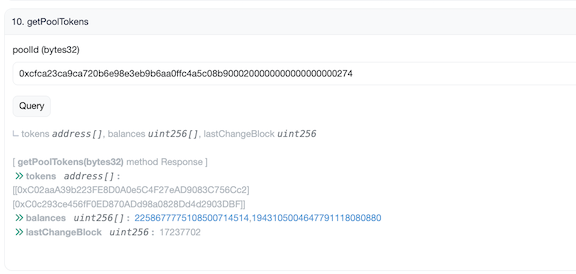 10. getPoolTokens
poolId (bytes32)
0xcfca23ca9ca720b6e98e3eb9b6aa0ffc4a5c08b9000200000000000000000274
Query
tokens address[], balances uint256[], lastChangeBlock uint256
[ getPoolTokens(bytes32) method Response ]
>> tokens address[] :
[[0xC02aaA39b223FE8D0A0e5C4F27eAD9083C756Cc2]
[0xC0c293ce456fF0ED870ADd98a0828Dd4d2903DBF]]
>> balances uint256[] : 2258677775108500714514,1943105004647791118080880
>> lastChangeBlock uint256 : 17237702